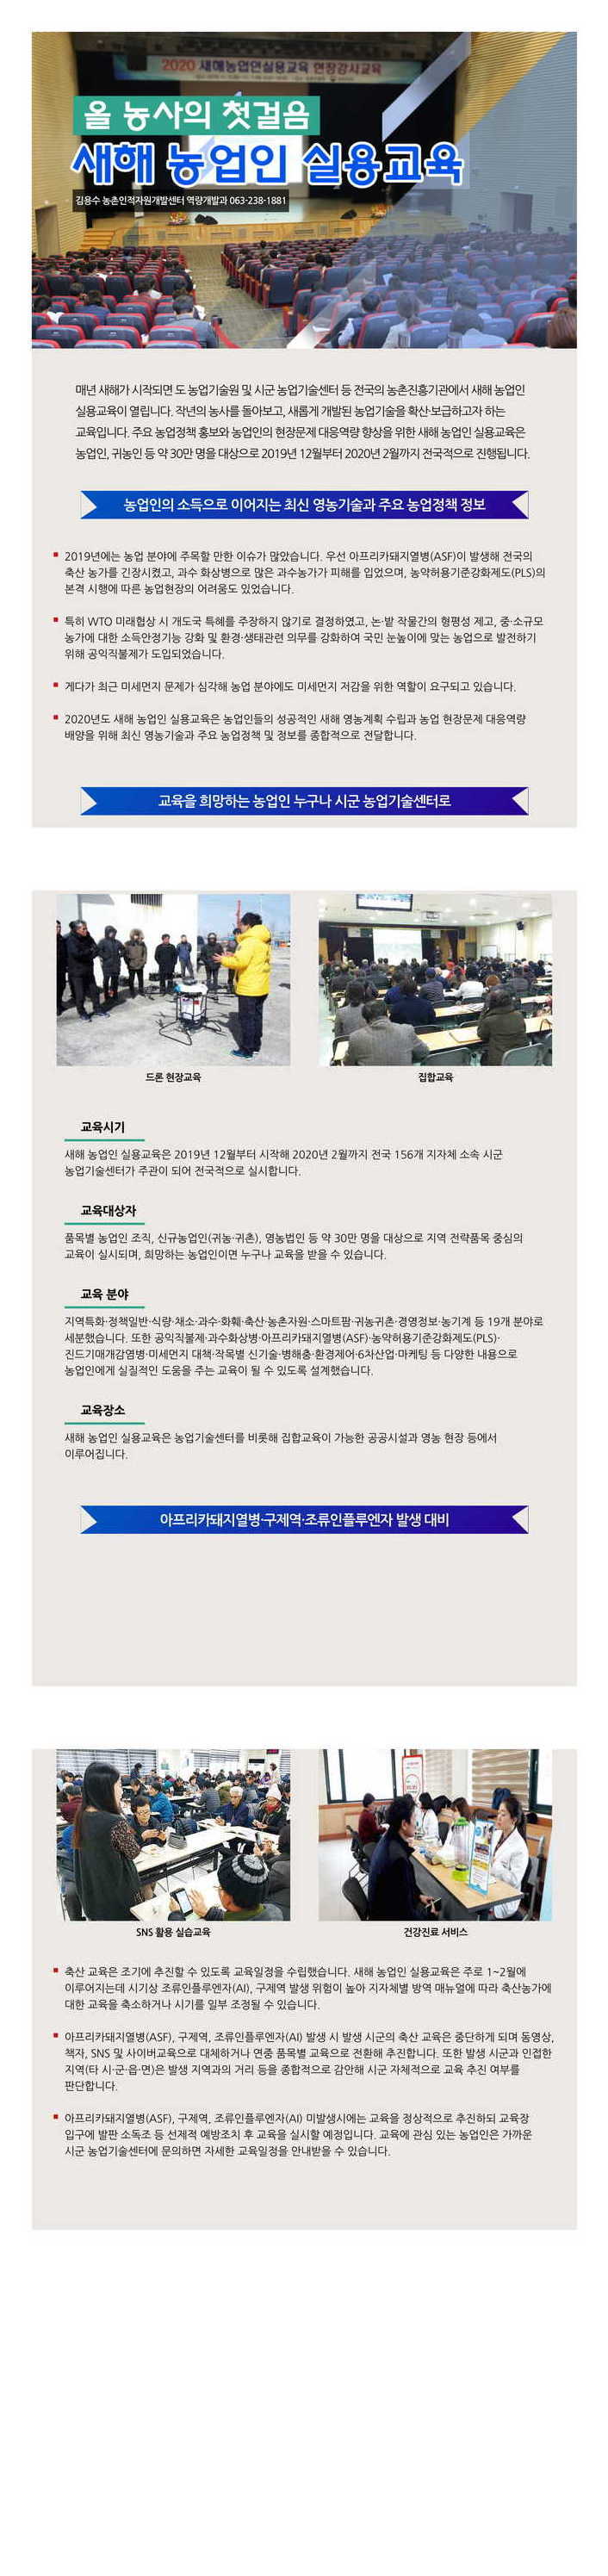 2020 새해농업인실용교육 현장강사교육
올 농사의 첫걸음
새해 농업인 실용교육
김용수 농촌인적자원개발센터 역량개발과 063-238-1881
매년 새해가 시작되면 도 농업기술원 및 시군 농업기술센터 등 전국의 농촌진흥기관에서 새해 농업인
실용교육이 열립니다. 작년의 농사를 돌아보고, 새롭게 개발된 농업기술을 확산·보급하고자 하는
교육입니다. 주요 농업정책 홍보와 농업인의 현장문제 대응역량 향상을 위한 새해 농업인 실용교육은
농업인, 귀농인 등 약 30만 명을 대상으로 2019년 12월부터 2020년 2월까지 전국적으로 진행됩니다.
농업인의 소득으로 이어지는 최신 영농기술과 주요 농업정책 정보
2019년에는 농업 분야에 주목할 만한 이슈가 많았습니다. 우선 아프리카돼지열병(ASF)이 발생해 전국의
축산 농가를 긴장시켰고, 과수 화상병으로 많은 과수농가가 피해를 입었으며, 농약허용기준강화제도(PLS)의
본격 시행에 따른 농업현장의 어려움도 있었습니다.
특히 WTO 미래협상 시 개도국 특혜를 주장하지 않기로 결정하였고, 논·밭 작물간의 형평성 제고, 중·소규모
농가에 대한 소득안정기능 강화 및 환경·생태관련 의무를 강화하여 국민 눈높이에 맞는 농업으로 발전하기
위해 공익직불제가 도입되었습니다.
게다가 최근 미세먼지 문제가 심각해 농업 분야에도 미세먼지 저감을 위한 역할이 요구되고 있습니다.
2020년도 새해 농업인 실용교육은 농업인들의 성공적인 새해 영농계획 수립과 농업 현장문제 대응역량
배양을 위해 최신 영농기술과 주요 농업정책 및 정보를 종합적으로 전달합니다.
교육을 희망하는 농업인 누구나 시군 농업기술센터로
드론 현장교육
집합교육
교육시기
새해 농업인 실용교육은 2019년 12월부터 시작해 2020년 2월까지 전국 156개 지자체 소속 시군
농업기술센터가 주관이 되어 전국적으로 실시합니다.
교육대상자
품목별 농업인 조직, 신규농업인(귀농·귀촌), 영농법인 등 약 30만 명을 대상으로 지역 전략품목 중심의
교육이 실시되며, 희망하는 농업인이면 누구나 교육을 받을 수 있습니다.
교육 분야
지역특화·정책일반·식량·채소·과수·화훼·축산·농촌자원·스마트팜·귀농귀촌·경영정보·농기계 등 19개 분야로
세분했습니다. 또한 공익직불제·과수화상병·아프리카돼지열병(ASF)·농약허용기준강화제도(PLS)·
진드기매개감염병·미세먼지 대책·작목별 신기술·병해충·환경제어·6차산업·마케팅 등 다양한 내용으로
농업인에게 실질적인 도움을 주는 교육이 될 수 있도록 설계했습니다.
교육장소
새해 농업인 실용교육은 농업기술센터를 비롯해 집합교육이 가능한 공공시설과 영농 현장 등에서
이루어집니다.
아프리카돼지열병·구제역·조류인플루엔자 발생 대비
SNS 활용 실습교육
건강진료 서비스
축산 교육은 조기에 추진할 수 있도록 교육일정을 수립했습니다. 새해 농업인 실용교육은 주로 1~2월에
이루어지는데 시기상 조류인플루엔자(AI), 구제역 발생 위험이 높아 지자체별 방역 매뉴얼에 따라 축산농가에
대한 교육을 축소하거나 시기를 일부 조정될 수 있습니다.
아프리카돼지열병(ASF), 구제역, 조류인플루엔자(AI) 발생 시 발생 시군의 축산 교육은 중단하게 되며 동영상,
책자, SNS 및 사이버교육으로 대체하거나 연중 품목별 교육으로 전환해 추진합니다. 또한 발생 시군과 인접한
지역(타 시·군·읍·면)은 발생 지역과의 거리 등을 종합적으로 감안해 시군 자체적으로 교육 추진 여부를
판단합니다.
아프리카돼지열병(ASF), 구제역, 조류인플루엔자(AI) 미발생시에는 교육을 정상적으로 추진하되 교육장
입구에 발판 소독조 등 선제적 예방조치 후 교육을 실시할 예정입니다. 교육에 관심 있는 농업인은 가까운
시군 농업기술센터에 문의하면 자세한 교육일정을 안내받을 수 있습니다.